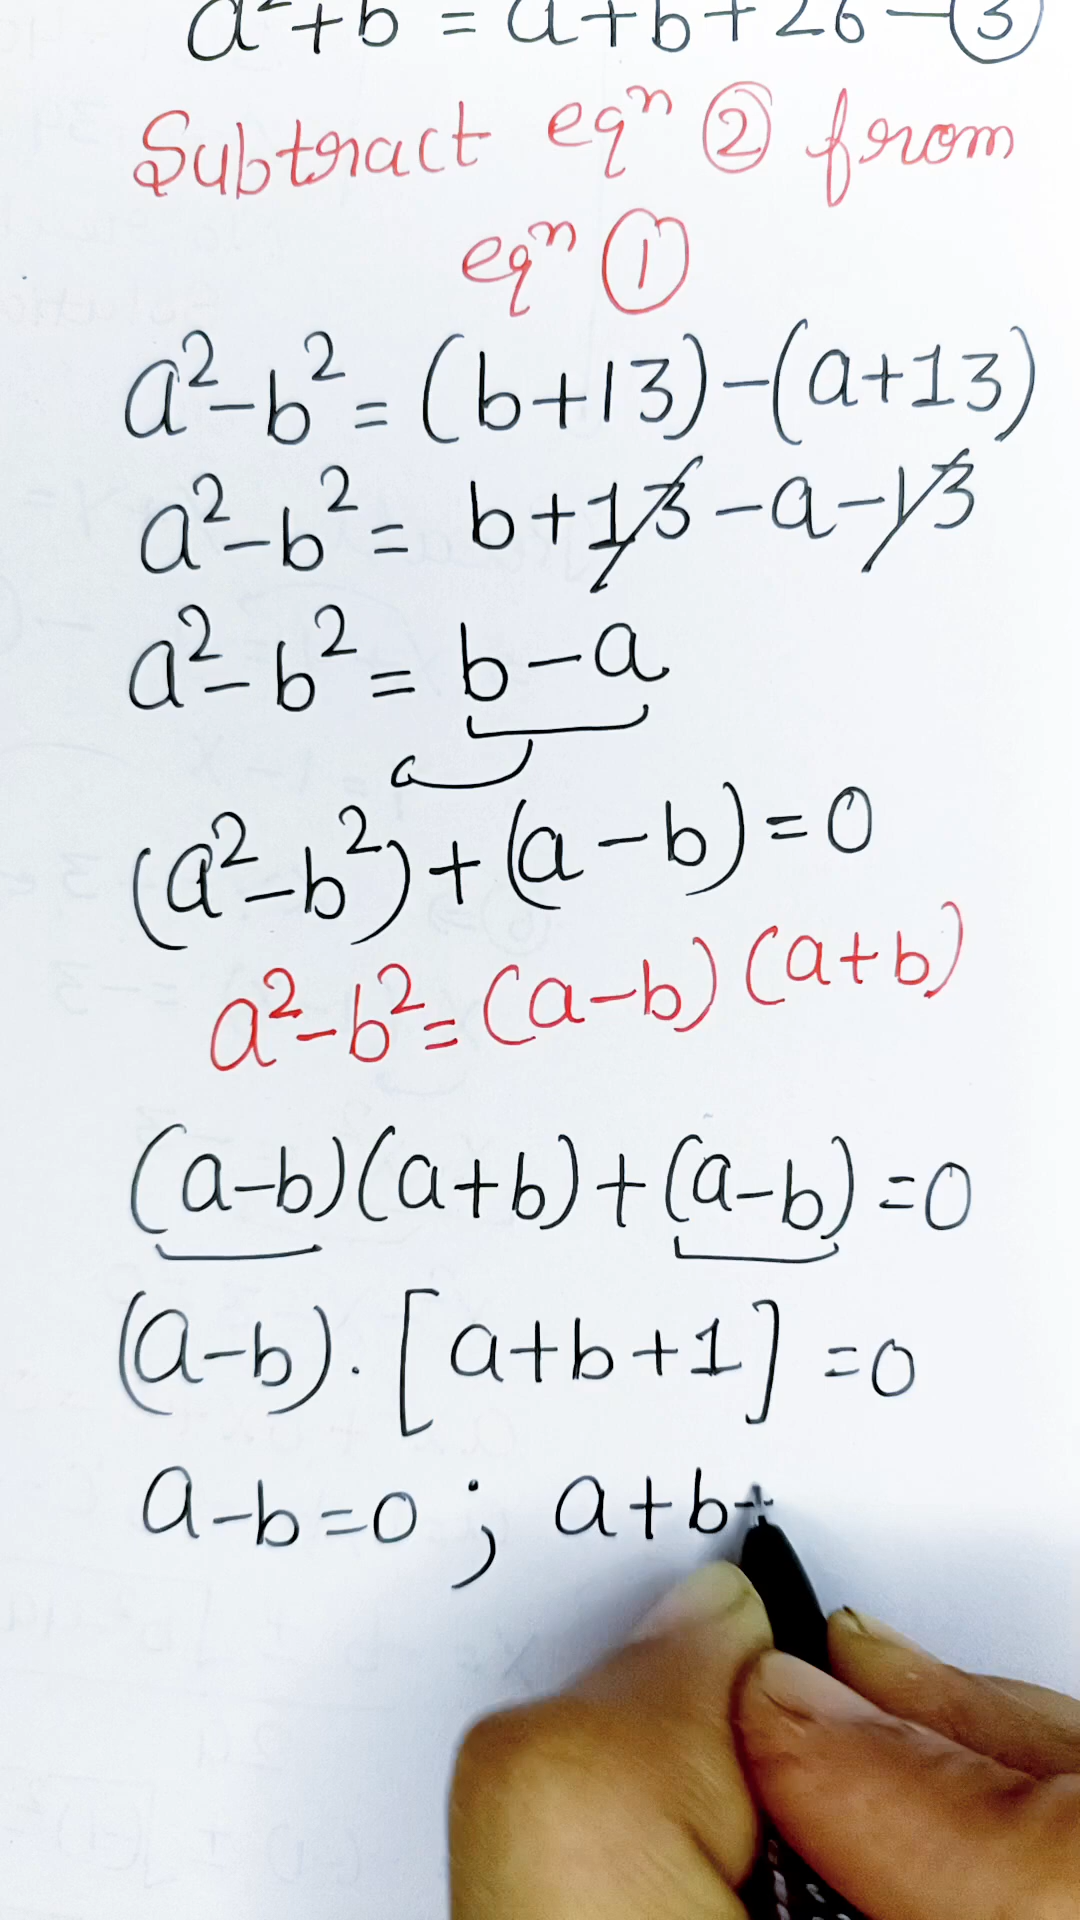 a²+b = a+b+26 — ③
Subtract eqⁿ ② from
eqⁿ ①
a²-b² = (b+13)-(a+13)
a²-b² = b+13-a-13
a²-b² = b-a
(a²-b²)+(a-b)=0
a²-b²=(a-b)(a+b)
(a-b)(a+b)+(a-b)=0
(a-b).[a+b+1]=0
a-b=0 ; a+b+